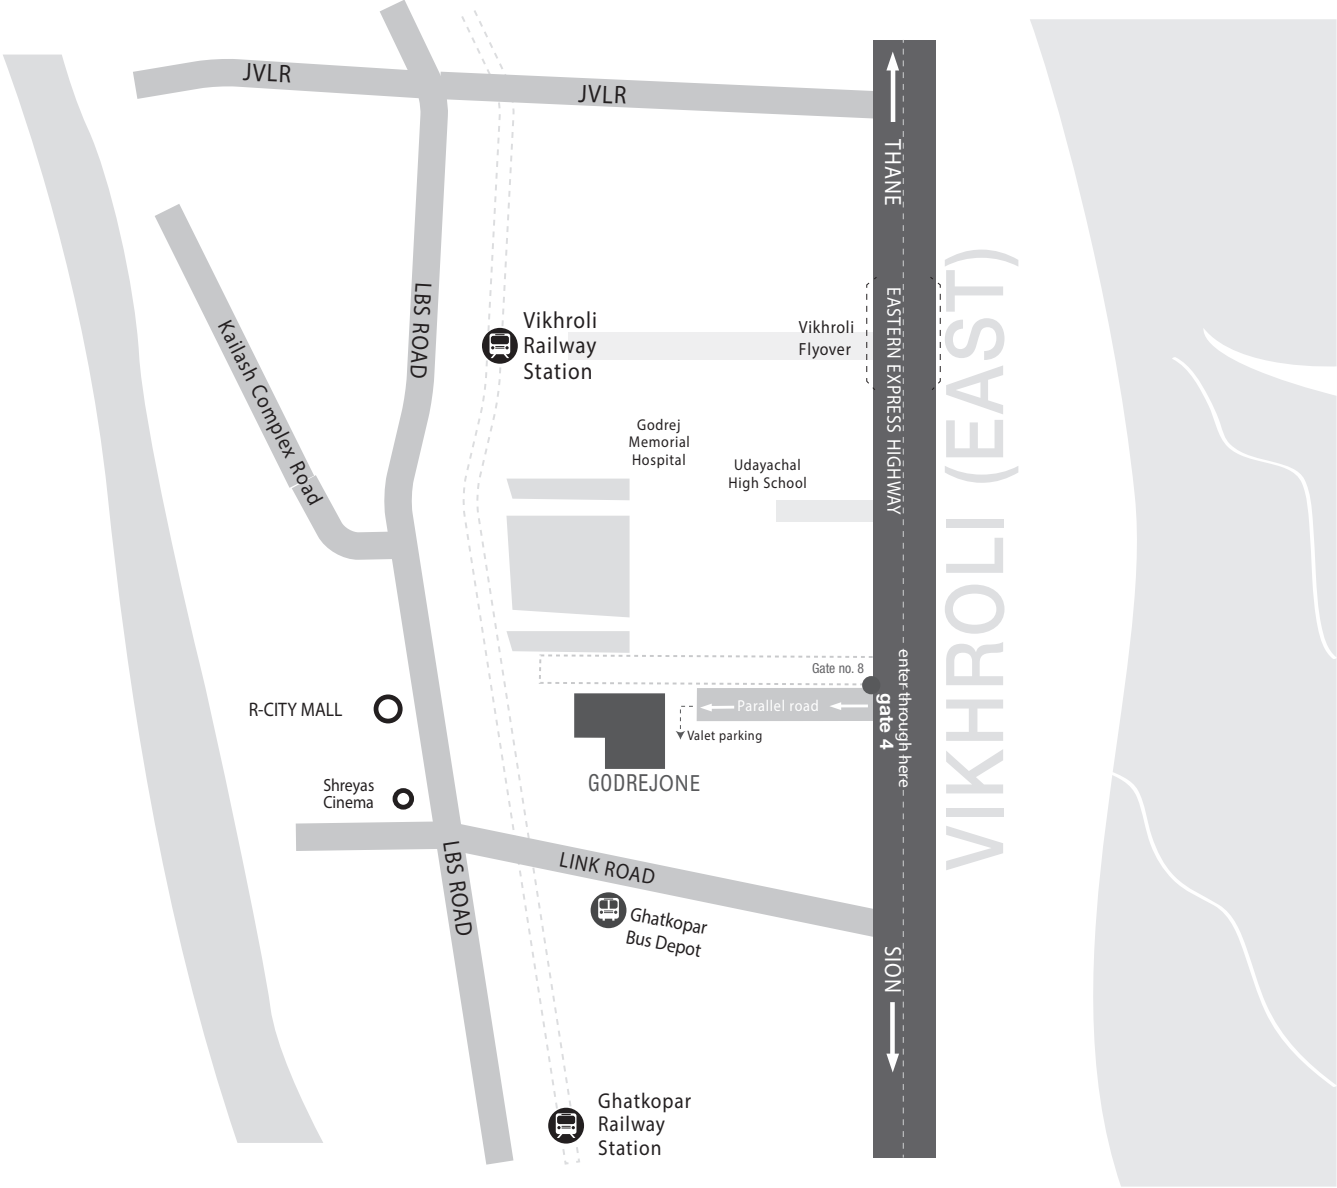 JVLR
JVLR
THANE
LBS ROAD
Kailash Complex Road
Vikhroli
Railway
Station
Vikhroli
Flyover
EASTERN EXPRESS HIGHWAY
VIKHROLI (EAST)
Godrej
Memorial
Hospital
Udayachal
High School
Gate no. 8
enter through here
gate 4
Parallel road
Valet parking
R-CITY MALL
GODREJONE
Shreyas
Cinema
LBS ROAD
LINK ROAD
Ghatkopar
Bus Depot
SION
Ghatkopar
Railway
Station